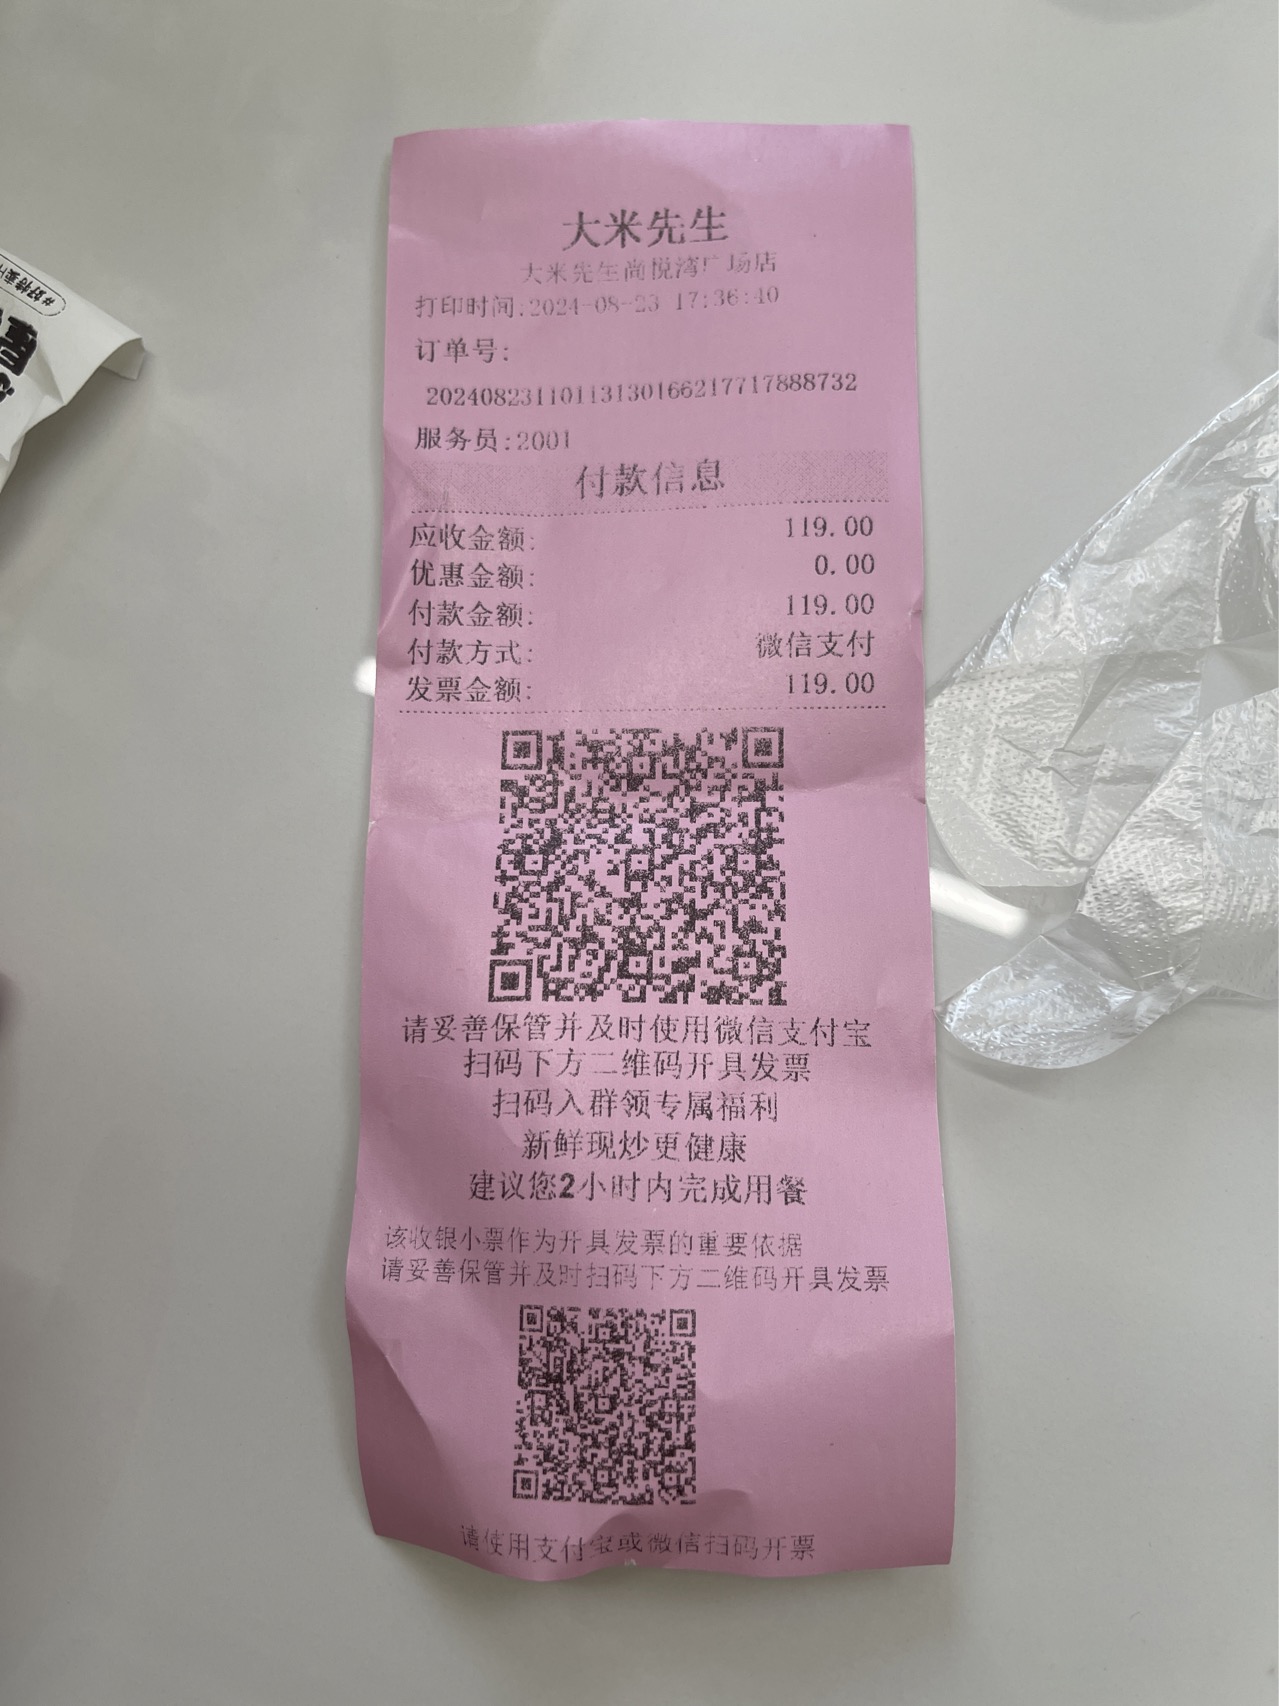 大米先生
大米先生尚悦湾广场店
打印时间:2024-08-23 17:36:40
订单号:
20240823110113130166217717888732
服务员:2001
付款信息
应收金额: 119.00
优惠金额: 0.00
付款金额: 119.00
付款方式: 微信支付
发票金额: 119.00
请妥善保管并及时使用微信支付宝
扫码下方二维码开具发票
扫码入群领专属福利
新鲜现炒更健康
建议您2小时内完成用餐
该收银小票作为开具发票的重要依据
请妥善保管并及时扫码下方二维码开具发票
请使用支付宝或微信扫码开票